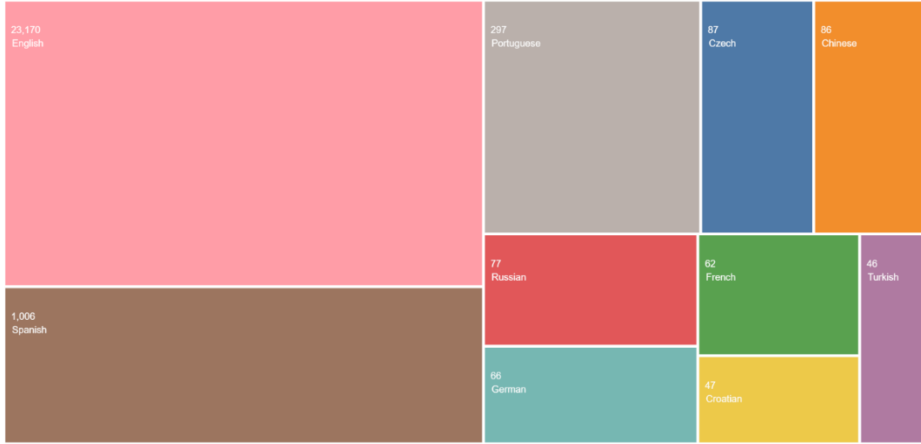 23,170
English
297
Portuguese
87
Czech
86
Chinese
77
Russian
62
French
46
Turkish
1,006
Spanish
66
German
47
Croatian